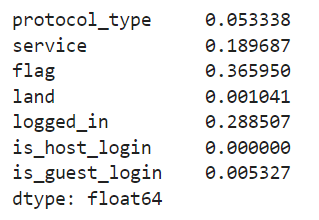 protocol_type 0.053338
service 0.189687
flag 0.365950
land 0.001041
logged_in 0.288507
is_host_login 0.000000
is_guest_login 0.005327
dtype: float64